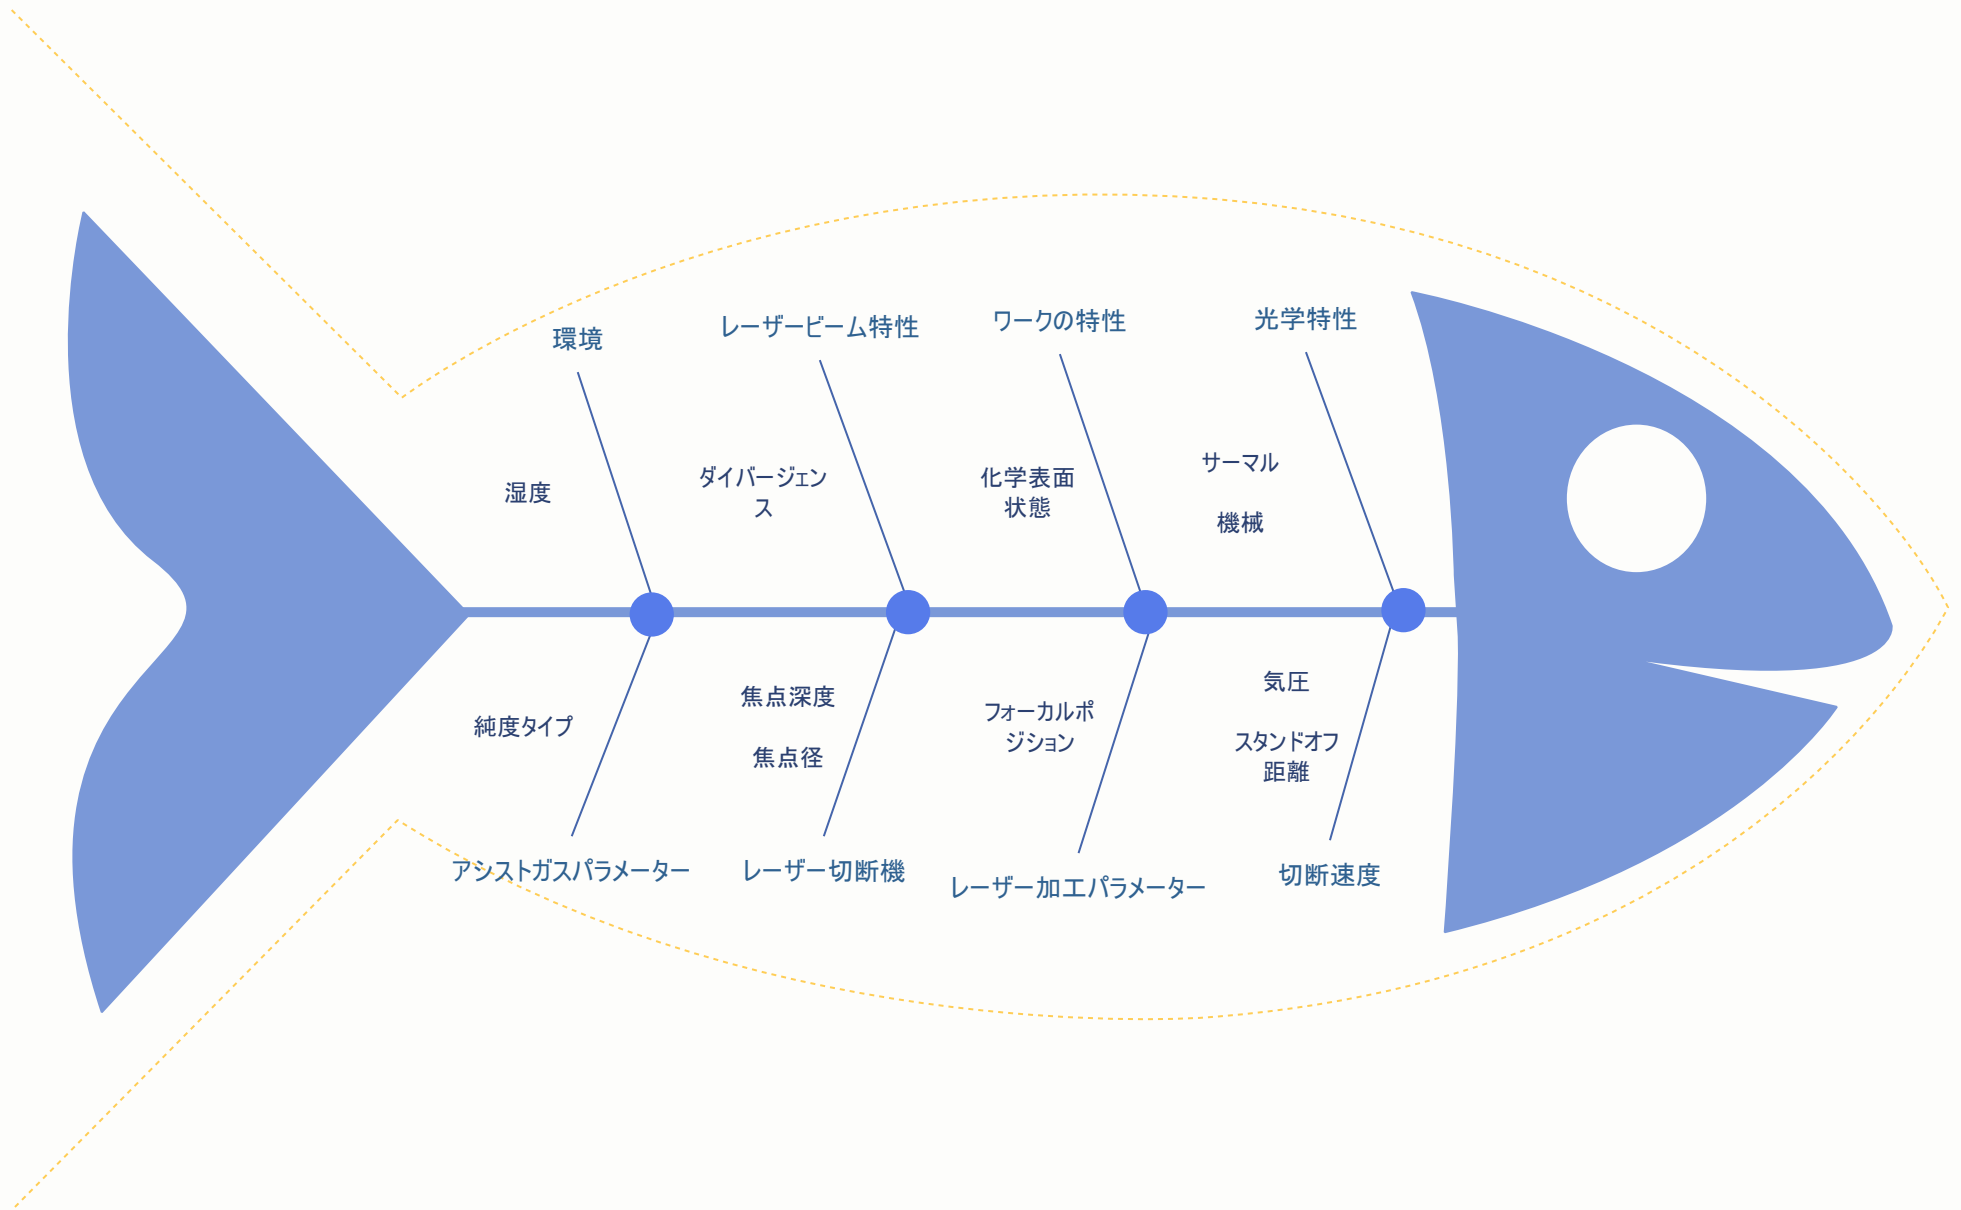 環境
レーザービーム特性
ワークの特性
光学特性
湿度
ダイバージェン
ス
化学表面
状態
サーマル
機械
純度タイプ
焦点深度
焦点径
フォーカルポ
ジション
気圧
スタンドオフ
距離
アシストガスパラメーター
レーザー切断機
レーザー加工パラメーター
切断速度